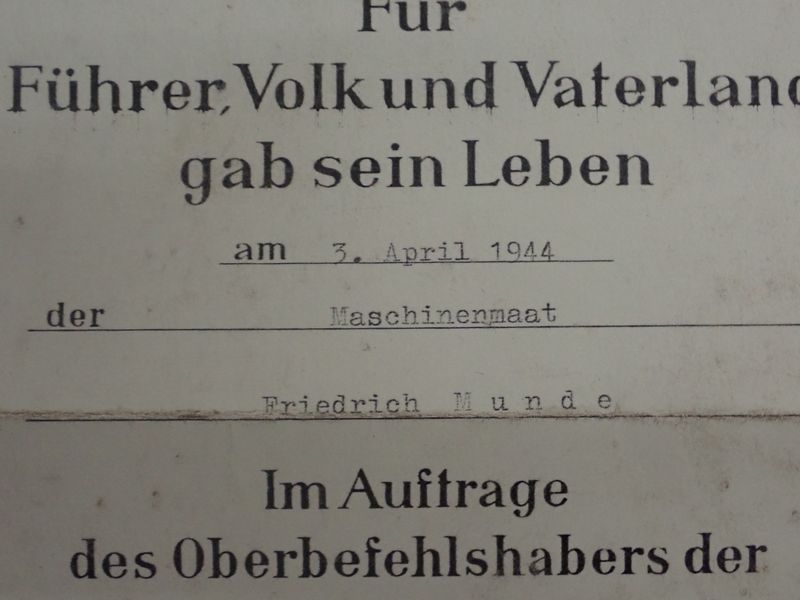 Für
Führer, Volk und Vaterland
gab sein Leben
am 3. April 1944
der Maschinenmaat
Friedrich Munde
Im Auftrage
des Oberbefehlshabers der